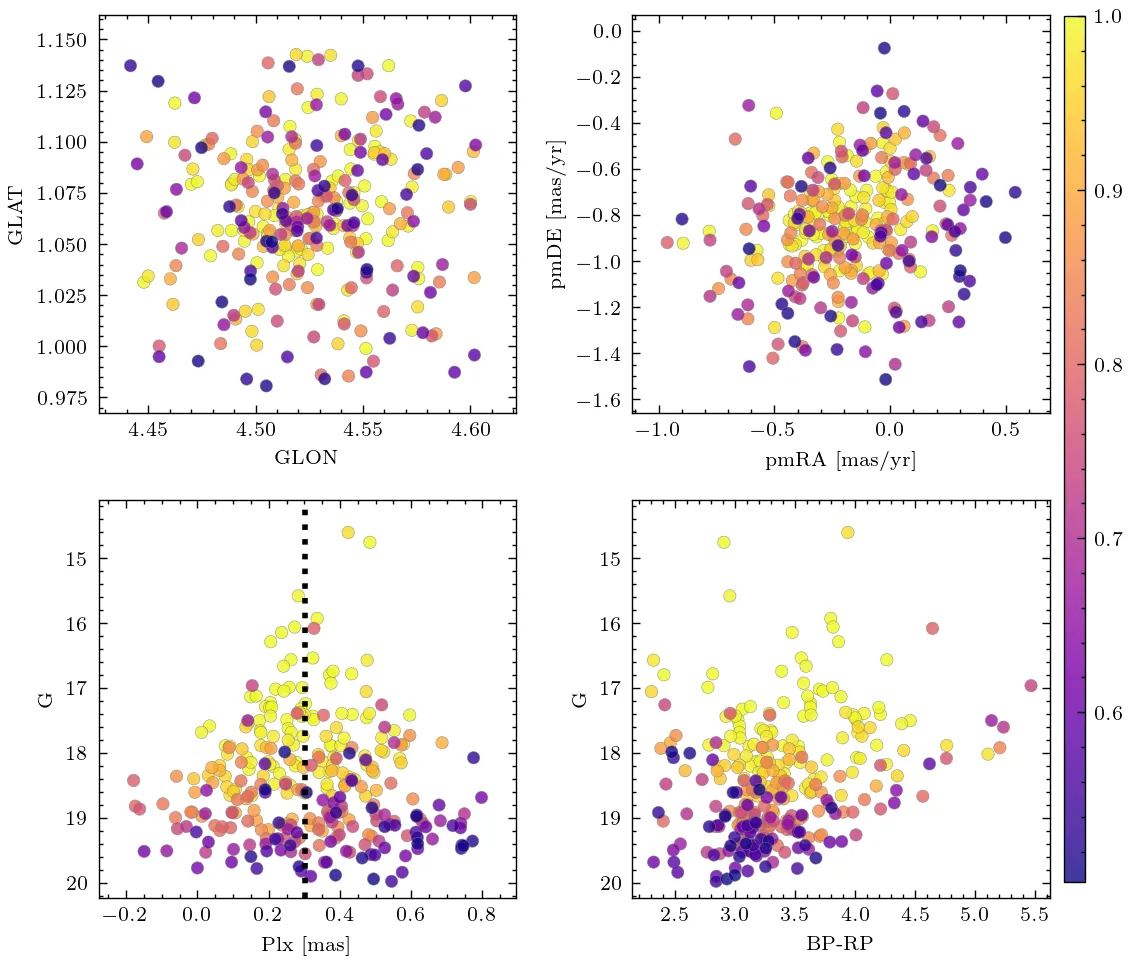 1.150
1.125
1.100
1.075
1.050
1.025
1.000
0.975
GLAT
4.45 4.50 4.55 4.60
GLON
0.0
−0.2
−0.4
−0.6
−0.8
−1.0
−1.2
−1.4
−1.6
pmDE [mas/yr]
−1.0 −0.5 0.0 0.5
pmRA [mas/yr]
1.0
0.9
0.8
0.7
0.6
15
16
17
18
19
20
G
−0.2 0.0 0.2 0.4 0.6 0.8
Plx [mas]
15
16
17
18
19
20
G
2.5 3.0 3.5 4.0 4.5 5.0 5.5
BP-RP